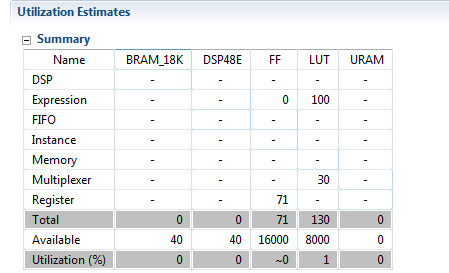 Utilization Estimates
Summary
Name BRAM_18K DSP48E FF LUT URAM
DSP - - - - -
Expression - - 0 100 -
FIFO - - - - -
Instance - - - - -
Memory - - - - -
Multiplexer - - - 30 -
Register - - 71 - -
Total 0 0 71 130 0
Available 40 40 16000 8000 0
Utilization (%) 0 0 ~0 1 0